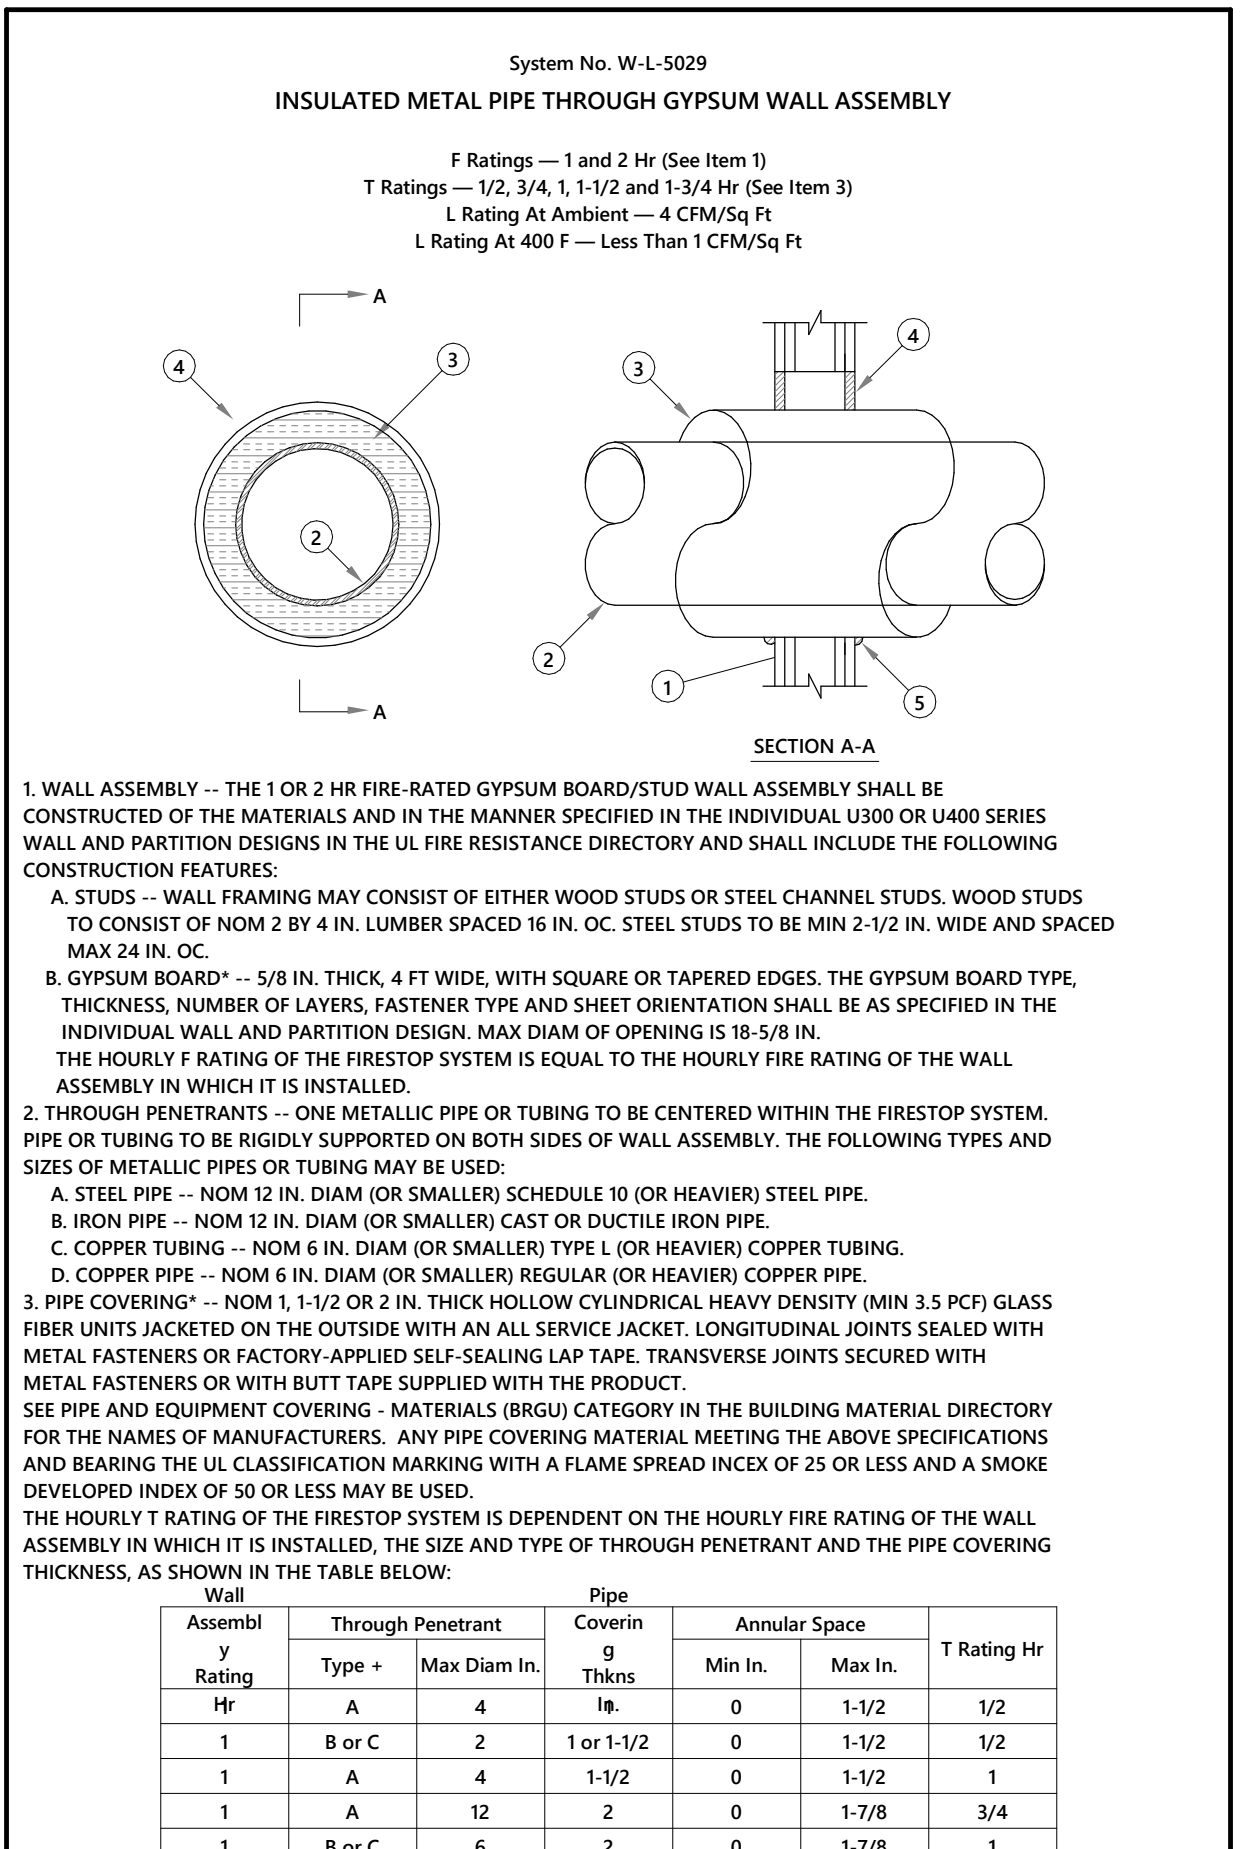 System No. W-L-5029
INSULATED METAL PIPE THROUGH GYPSUM WALL ASSEMBLY
F Ratings — 1 and 2 Hr (See Item 1)
T Ratings — 1/2, 3/4, 1, 1-1/2 and 1-3/4 Hr (See Item 3)
L Rating At Ambient — 4 CFM/Sq Ft
L Rating At 400 F — Less Than 1 CFM/Sq Ft
A
4
3
2
A
3
4
2
1
5
SECTION A-A
1. WALL ASSEMBLY -- THE 1 OR 2 HR FIRE-RATED GYPSUM BOARD/STUD WALL ASSEMBLY SHALL BE
CONSTRUCTED OF THE MATERIALS AND IN THE MANNER SPECIFIED IN THE INDIVIDUAL U300 OR U400 SERIES
WALL AND PARTITION DESIGNS IN THE UL FIRE RESISTANCE DIRECTORY AND SHALL INCLUDE THE FOLLOWING
CONSTRUCTION FEATURES:
A. STUDS -- WALL FRAMING MAY CONSIST OF EITHER WOOD STUDS OR STEEL CHANNEL STUDS. WOOD STUDS
TO CONSIST OF NOM 2 BY 4 IN. LUMBER SPACED 16 IN. OC. STEEL STUDS TO BE MIN 2-1/2 IN. WIDE AND SPACED
MAX 24 IN. OC.
B. GYPSUM BOARD* -- 5/8 IN. THICK, 4 FT WIDE, WITH SQUARE OR TAPERED EDGES. THE GYPSUM BOARD TYPE,
THICKNESS, NUMBER OF LAYERS, FASTENER TYPE AND SHEET ORIENTATION SHALL BE AS SPECIFIED IN THE
INDIVIDUAL WALL AND PARTITION DESIGN. MAX DIAM OF OPENING IS 18-5/8 IN.
THE HOURLY F RATING OF THE FIRESTOP SYSTEM IS EQUAL TO THE HOURLY FIRE RATING OF THE WALL
ASSEMBLY IN WHICH IT IS INSTALLED.
2. THROUGH PENETRANTS -- ONE METALLIC PIPE OR TUBING TO BE CENTERED WITHIN THE FIRESTOP SYSTEM.
PIPE OR TUBING TO BE RIGIDLY SUPPORTED ON BOTH SIDES OF WALL ASSEMBLY. THE FOLLOWING TYPES AND
SIZES OF METALLIC PIPES OR TUBING MAY BE USED:
A. STEEL PIPE -- NOM 12 IN. DIAM (OR SMALLER) SCHEDULE 10 (OR HEAVIER) STEEL PIPE.
B. IRON PIPE -- NOM 12 IN. DIAM (OR SMALLER) CAST OR DUCTILE IRON PIPE.
C. COPPER TUBING -- NOM 6 IN. DIAM (OR SMALLER) TYPE L (OR HEAVIER) COPPER TUBING.
D. COPPER PIPE -- NOM 6 IN. DIAM (OR SMALLER) REGULAR (OR HEAVIER) COPPER PIPE.
3. PIPE COVERING* -- NOM 1, 1-1/2 OR 2 IN. THICK HOLLOW CYLINDRICAL HEAVY DENSITY (MIN 3.5 PCF) GLASS
FIBER UNITS JACKETED ON THE OUTSIDE WITH AN ALL SERVICE JACKET. LONGITUDINAL JOINTS SEALED WITH
METAL FASTENERS OR FACTORY-APPLIED SELF-SEALING LAP TAPE. TRANSVERSE JOINTS SECURED WITH
METAL FASTENERS OR WITH BUTT TAPE SUPPLIED WITH THE PRODUCT.
SEE PIPE AND EQUIPMENT COVERING - MATERIALS (BRGU) CATEGORY IN THE BUILDING MATERIAL DIRECTORY
FOR THE NAMES OF MANUFACTURERS. ANY PIPE COVERING MATERIAL MEETING THE ABOVE SPECIFICATIONS
AND BEARING THE UL CLASSIFICATION MARKING WITH A FLAME SPREAD INCEX OF 25 OR LESS AND A SMOKE
DEVELOPED INDEX OF 50 OR LESS MAY BE USED.
THE HOURLY T RATING OF THE FIRESTOP SYSTEM IS DEPENDENT ON THE HOURLY FIRE RATING OF THE WALL
ASSEMBLY IN WHICH IT IS INSTALLED, THE SIZE AND TYPE OF THROUGH PENETRANT AND THE PIPE COVERING
THICKNESS, AS SHOWN IN THE TABLE BELOW:
Wall Pipe
Assembl Through Penetrant Coverin Annular Space
y g T Rating Hr
Type + Max Diam In. Min In. Max In.
Rating Thkns
Hr In.
1 A 4 1 0 1-1/2 1/2
1 B or C 2 1 or 1-1/2 0 1-1/2 1/2
1 A 4 1-1/2 0 1-1/2 1
1 A 12 2 0 1-7/8 3/4
1 B or C 6 2 0 1-7/8 1